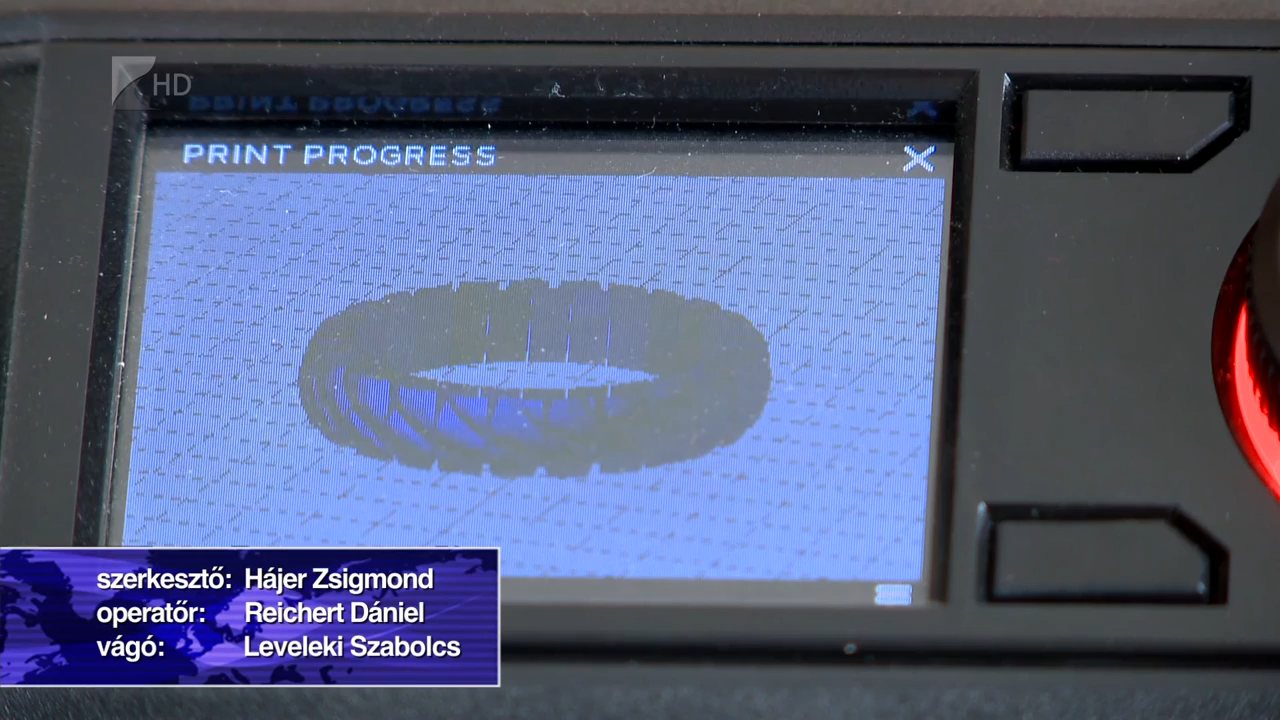 HD
PRINT PROGRESS
szerkesztő: Hájer Zsigmond
operatőr: Reichert Dániel
vágó: Leveleki Szabolcs